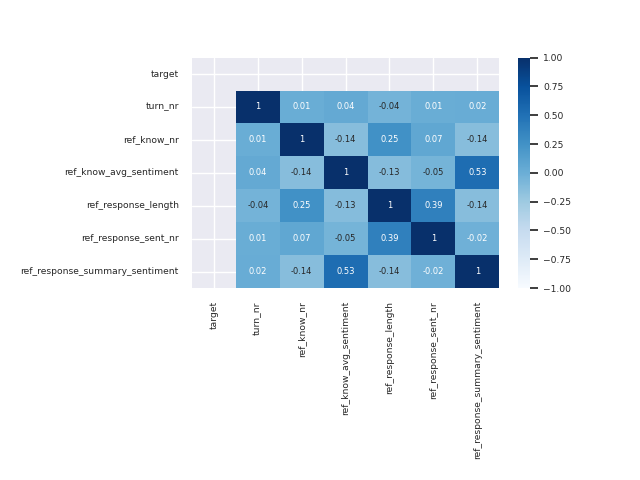 target
turn_nr 1 0.01 0.04 -0.04 0.01 0.02
ref_know_nr 0.01 1 -0.14 0.25 0.07 -0.14
ref_know_avg_sentiment 0.04 -0.14 1 -0.13 -0.05 0.53
ref_response_length -0.04 0.25 -0.13 1 0.39 -0.14
ref_response_sent_nr 0.01 0.07 -0.05 0.39 1 -0.02
ref_response_summary_sentiment 0.02 -0.14 0.53 -0.14 -0.02 1
target
turn_nr
ref_know_nr
ref_know_avg_sentiment
ref_response_length
ref_response_sent_nr
ref_response_summary_sentiment
1.00
0.75
0.50
0.25
0.00
−0.25
−0.50
−0.75
−1.00